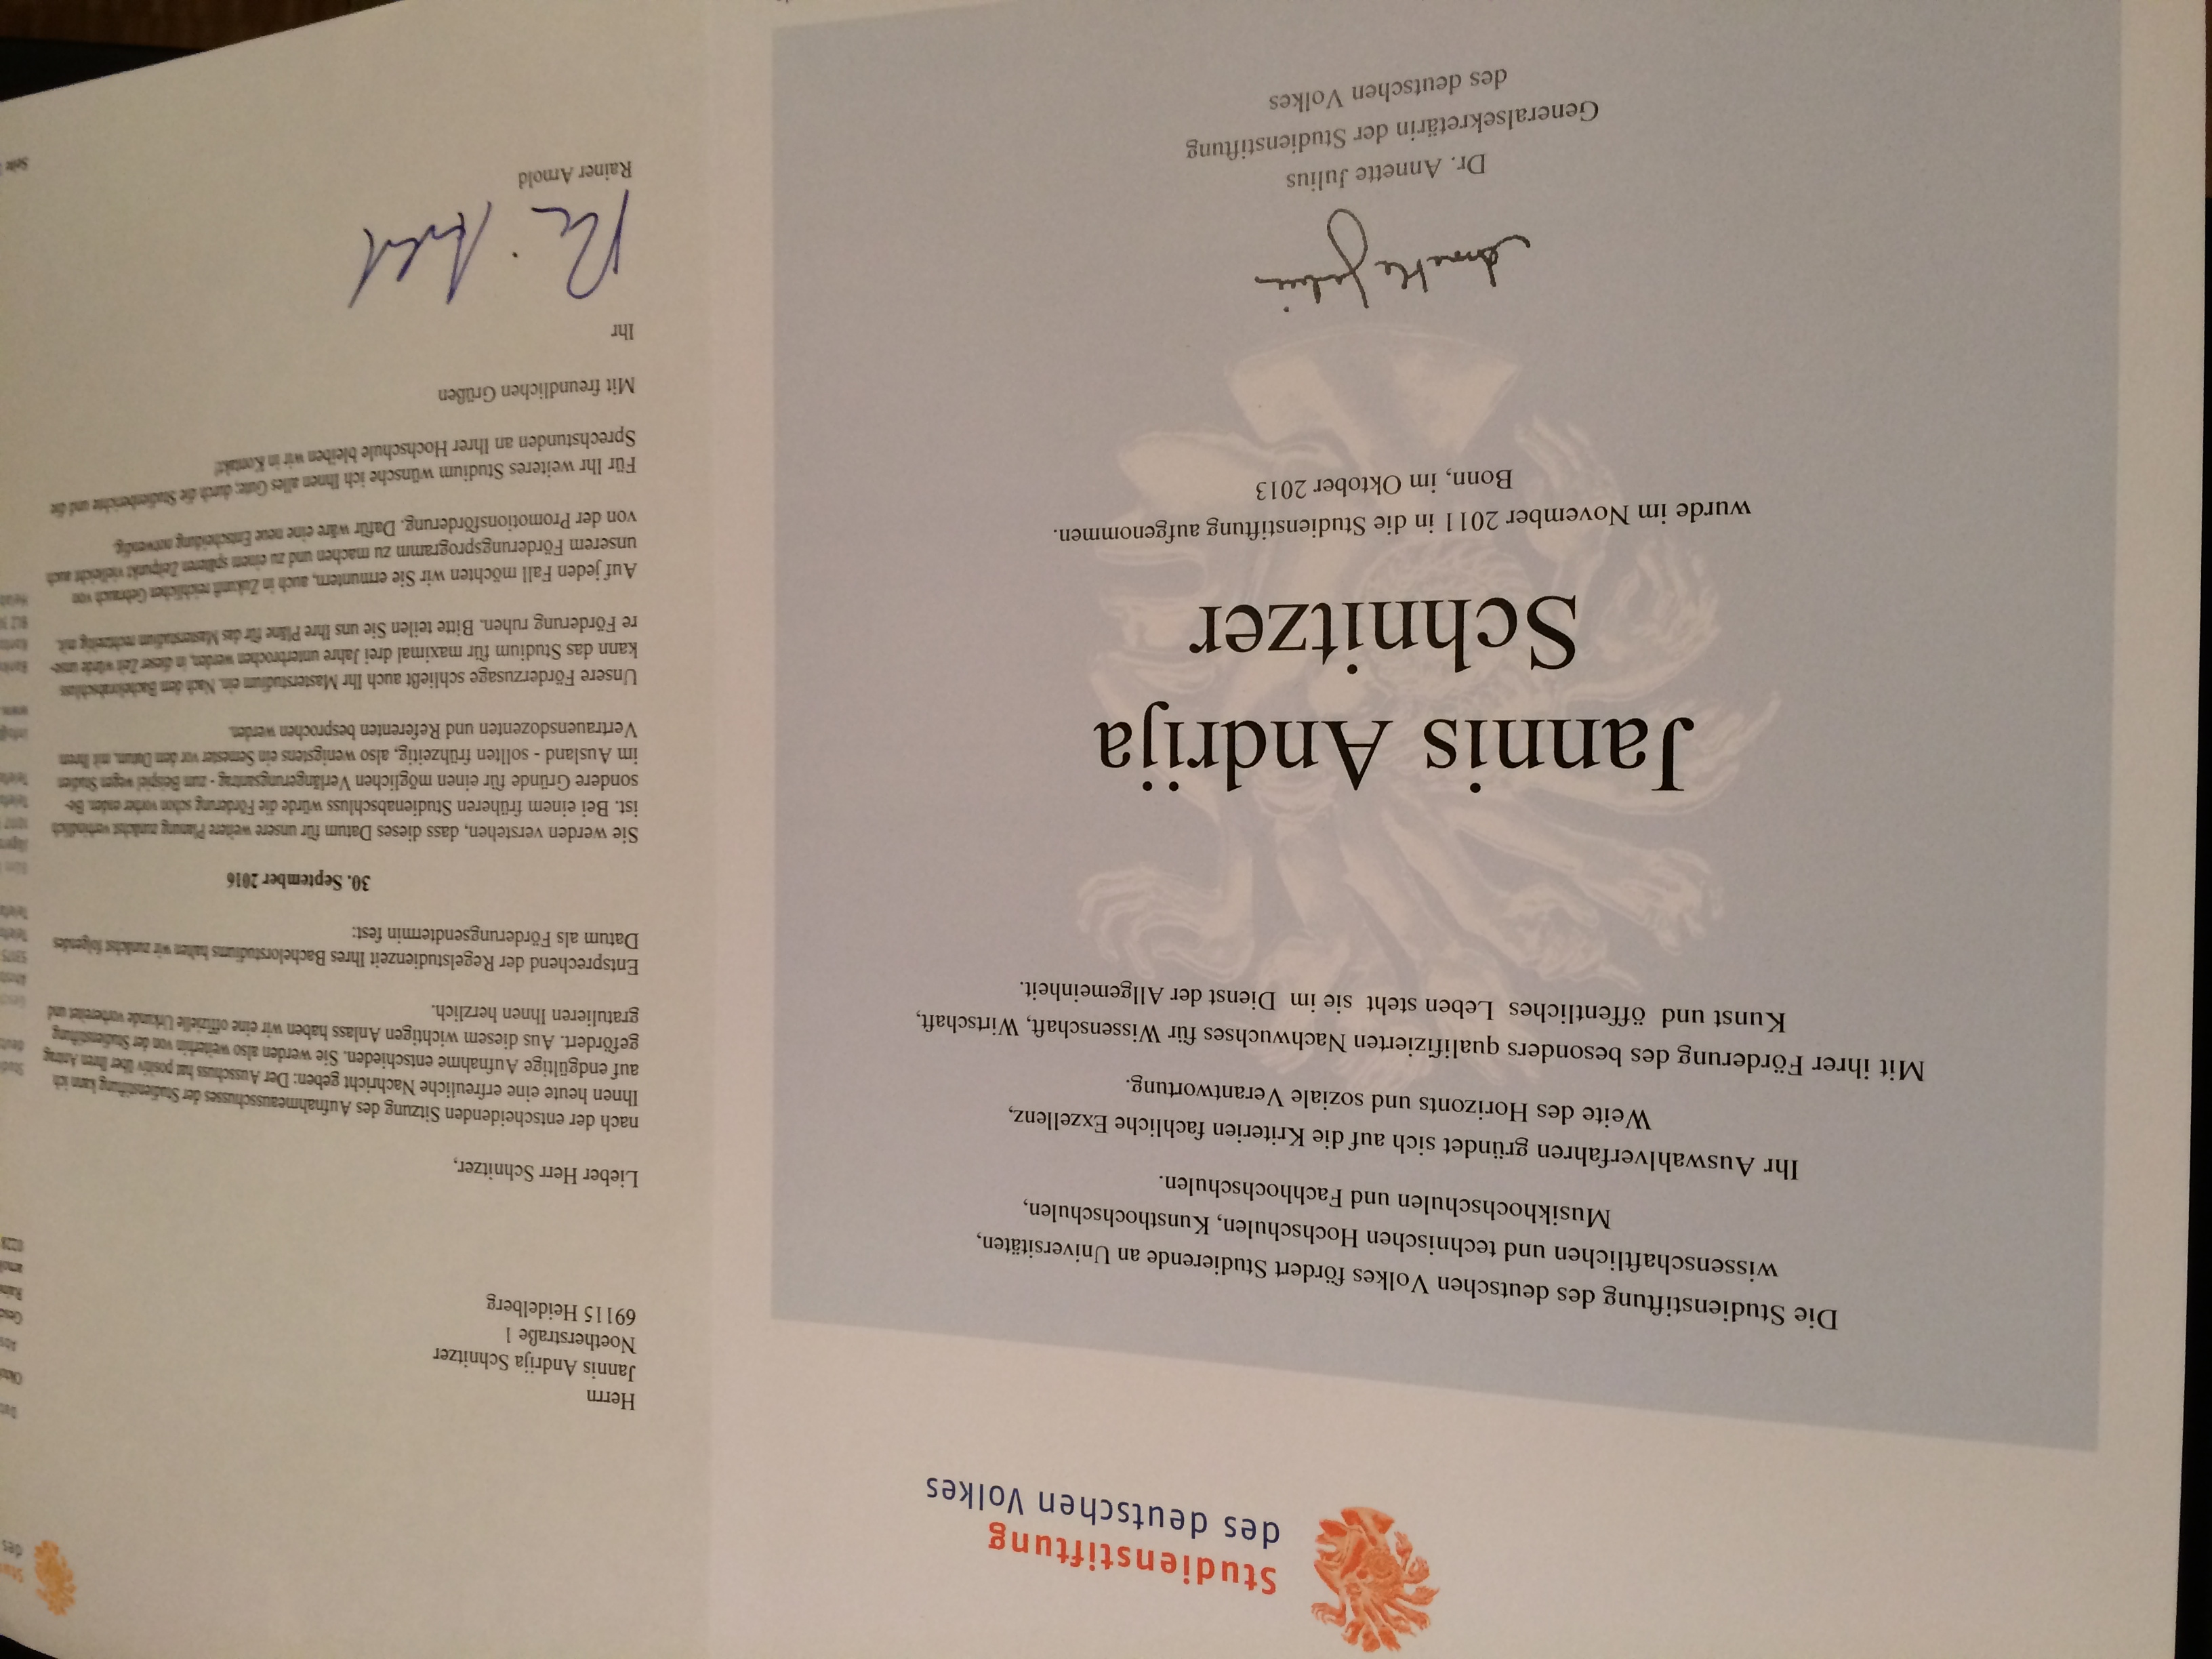 Studienstiftung
des deutschen Volkes
Die Studienstiftung des deutschen Volkes fördert Studierende an Universitäten,
wissenschaftlichen und technischen Hochschulen, Kunsthochschulen,
Musikhochschulen und Fachhochschulen.
Ihr Auswahlverfahren gründet sich auf die Kriterien fachliche Exzellenz,
Weite des Horizonts und soziale Verantwortung.
Mit ihrer Förderung des besonders qualifizierten Nachwuchses für Wissenschaft, Wirtschaft,
Kunst und öffentliches Leben steht sie im Dienst der Allgemeinheit.
Jannis Andrija
Schnitzer
wurde im November 2011 in die Studienstiftung aufgenommen.
Bonn, im Oktober 2013
Annette Julius
Dr. Annette Julius
Generalsekretärin der Studienstiftung
des deutschen Volkes
Herrn
Jannis Andrija Schnitzer
Noetherstraße 1
69115 Heidelberg
Lieber Herr Schnitzer,
nach der entscheidenden Sitzung des Aufnahmeausschusses der Studienstiftung kann ich
Ihnen heute eine erfreuliche Nachricht geben: Der Ausschuss hat positiv über Ihren Antrag
auf endgültige Aufnahme entschieden. Sie werden also weiterhin von der Studienstiftung
gefördert. Aus diesem wichtigen Anlass haben wir eine offizielle Urkunde vorbereitet und
gratulieren Ihnen herzlich.
Entsprechend der Regelstudienzeit Ihres Bachelorstudiums halten wir zunächst folgendes
Datum als Förderungsendtermin fest:
30. September 2016
Sie werden verstehen, dass dieses Datum für unsere weitere Planung zunächst verbindlich
ist. Bei einem früheren Studienabschluss würde die Förderung schon vorher enden. Be-
sondere Gründe für einen möglichen Verlängerungsantrag - zum Beispiel wegen Studien
im Ausland - sollten frühzeitig, also wenigstens ein Semester vor dem Datum, mit Ihren
Vertrauensdozenten und Referenten besprochen werden.
Unsere Förderzusage schließt auch Ihr Masterstudium ein. Nach dem Bachelorabschluss
kann das Studium für maximal drei Jahre unterbrochen werden, in dieser Zeit würde unse-
re Förderung ruhen. Bitte teilen Sie uns Ihre Pläne für das Masterstudium rechtzeitig mit.
Auf jeden Fall möchten wir Sie ermuntern, auch in Zukunft reichlichen Gebrauch von
unserem Förderungsprogramm zu machen und zu einem späteren Zeitpunkt vielleicht auch
von der Promotionsförderung. Dafür wäre eine neue Entscheidung notwendig.
Für Ihr weiteres Studium wünsche ich Ihnen alles Gute; durch die Studienberichte und die
Sprechstunden an Ihrer Hochschule bleiben wir in Kontakt!
Mit freundlichen Grüßen
Ihr
Rainer Arnold
Seite